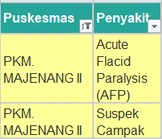 Puskesmas Penyakit
PKM. MAJENANG II
Acute Flacid Paralysis (AFP)
PKM. MAJENANG II
Suspek Campak